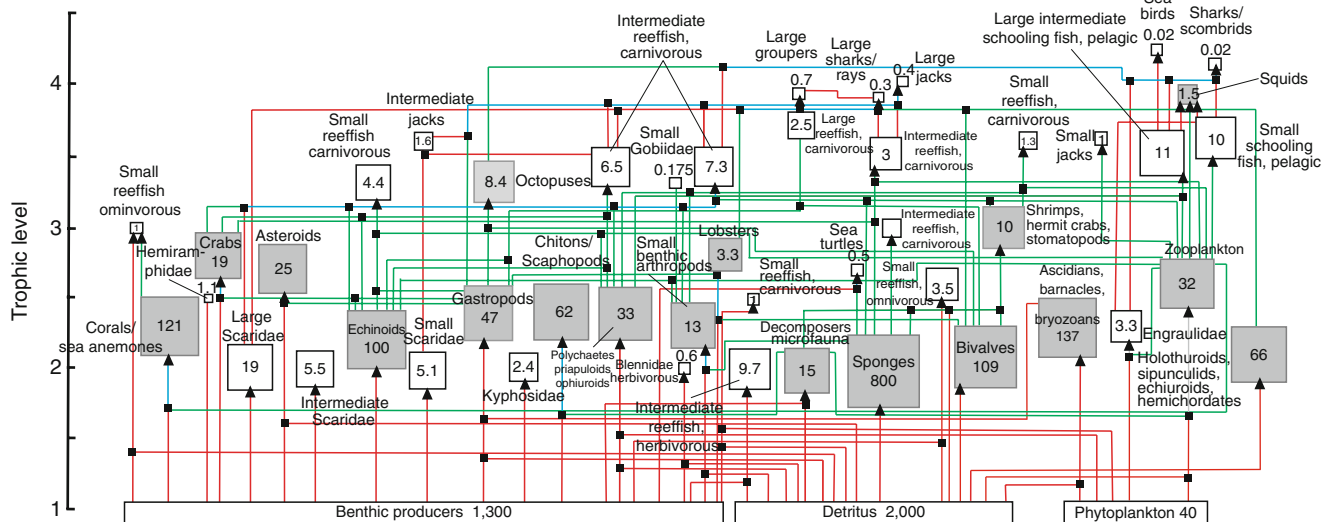 Trophic level
4
3
2
1
Sea
birds
0.02
Sharks/
scombrids
0.02
Intermediate
reeffish,
carnivorous
Large
groupers
0.7
Large
sharks/
rays
0.3
Large
jacks
0.4
Large intermediate
schooling fish, pelagic
Squids
1.5
Small
reeffish,
carnivorous
1.3
Small
jacks
1
11
10
Small
schooling
fish, pelagic
Intermediate
jacks
1.6
Small
reeffish
carnivorous
4.4
8.4
Octopuses
6.5
Small
Gobiidae
0.175
7.3
2.5
Large
reeffish,
carnivorous
3
Intermediate
reeffish,
carnivorous
Small
reeffish
ominvorous
1
Hemiram-
phidae
1.1
Crabs
19
Asteroids
25
Chitons/
Scaphopods
62
Small
benthic
arthropods
13
Lobsters
3.3
Sea
turtles
0.5
Intermediate
reeffish,
carnivorous
10
Shrimps,
hermit crabs,
stomatopods
Zooplankton
32
Small
reeffish,
carnivorous
1
Small
reeffish,
omnivorous
3.5
Ascidians,
barnacles,
bryozoans
137
Corals/
sea anemones
121
Large
Scaridae
19
5.5
Intermediate
Scaridae
Echinoids
100
Small
Scaridae
5.1
Gastropods
47
2.4
Kyphosidae
33
Polychaetes
priapuloids
ophiuroids
Blennidae
herbivorous
0.6
9.7
Intermediate
reeffish,
herbivorous
Decomposers
microfauna
15
Sponges
800
Bivalves
109
3.3
Engraulidae
Holothuroids,
sipunculids,
echiuroids,
hemichordates
66
Benthic producers 1,300
Detritus 2,000
Phytoplankton 40